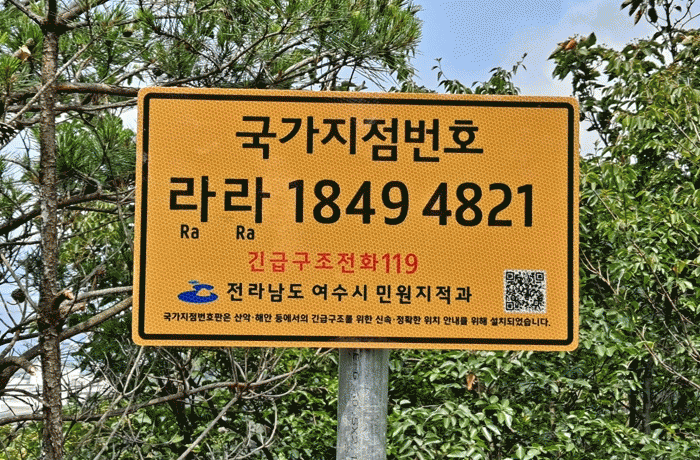 국가지점번호
라라 1849 4821
Ra Ra
긴급구조전화119
전라남도 여수시 민원지적과
국가지점번호판은 산악·해안 등에서의 긴급구조를 위한 신속·정확한 위치 안내를 위해 설치되었습니다.